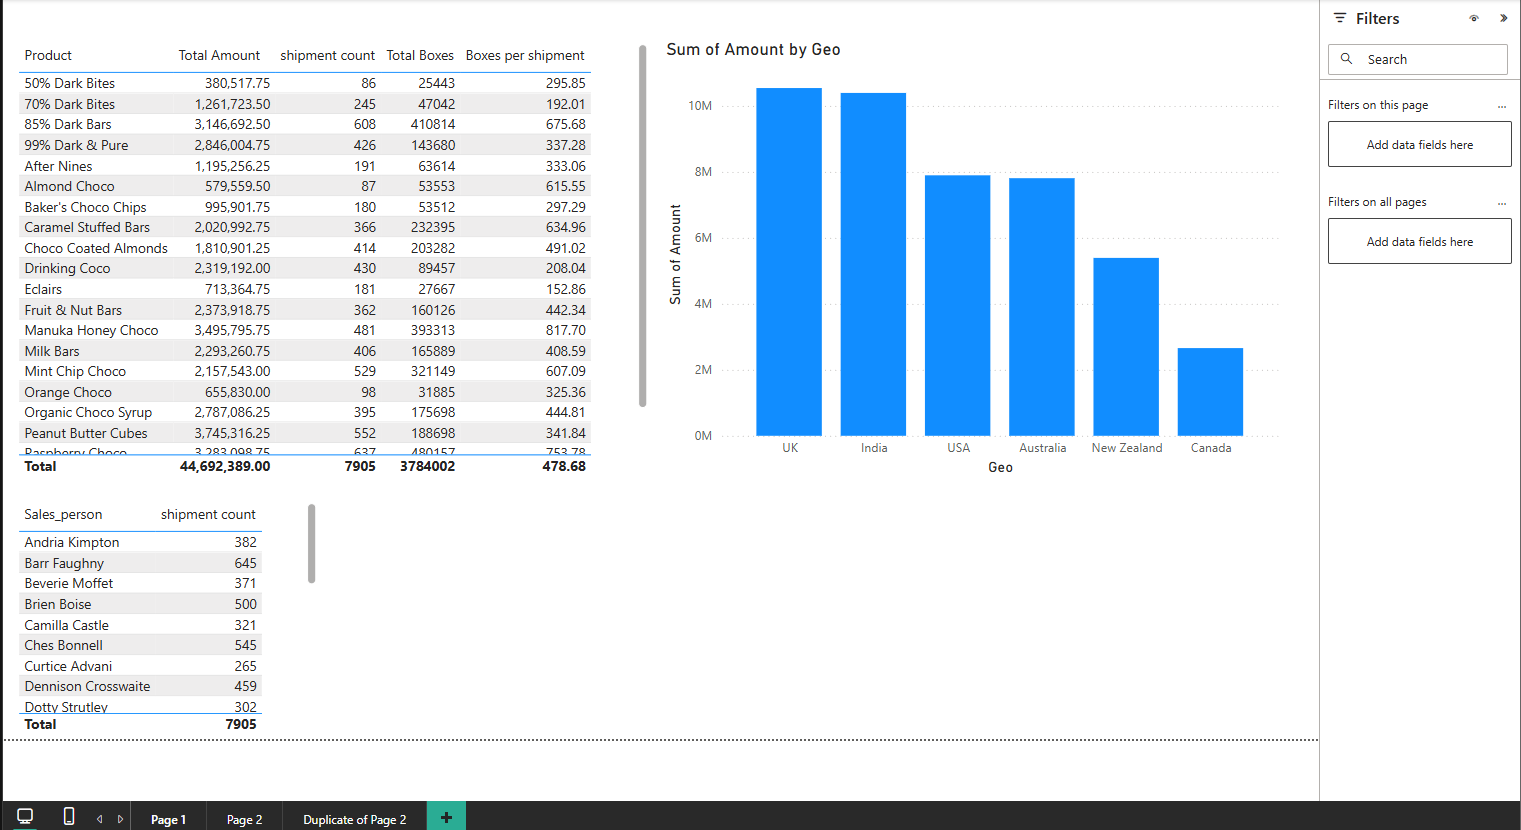 Product Total Amount shipment count Total Boxes Boxes per shipment
50% Dark Bites 380,517.75 86 25443 295.85
70% Dark Bites 1,261,723.50 245 47042 192.01
85% Dark Bars 3,146,692.50 608 410814 675.68
99% Dark & Pure 2,846,004.75 426 143680 337.28
After Nines 1,195,256.25 191 63614 333.06
Almond Choco 579,559.50 87 53553 615.55
Baker's Choco Chips 995,901.75 180 53512 297.29
Caramel Stuffed Bars 2,020,992.75 366 232395 634.96
Choco Coated Almonds 1,810,901.25 414 203282 491.02
Drinking Coco 2,319,192.00 430 89457 208.04
Eclairs 713,364.75 181 27667 152.86
Fruit & Nut Bars 2,373,918.75 362 160126 442.34
Manuka Honey Choco 3,495,795.75 481 393313 817.70
Milk Bars 2,293,260.75 406 165889 408.59
Mint Chip Choco 2,157,543.00 529 321149 607.09
Orange Choco 655,830.00 98 31885 325.36
Organic Choco Syrup 2,787,086.25 395 175698 444.81
Peanut Butter Cubes 3,745,316.25 552 188698 341.84
Raspberry Choco 3,283,098.75 637 480157 753.78
Total 44,692,389.00 7905 3784002 478.68
Sales_person shipment count
Andria Kimpton 382
Barr Faughny 645
Beverie Moffet 371
Brien Boise 500
Camilla Castle 321
Ches Bonnell 545
Curtice Advani 265
Dennison Crosswaite 459
Dotty Strutley 302
Total 7905
Sum of Amount by Geo
Sum of Amount
10M
8M
6M
4M
2M
0M
UK India USA Australia New Zealand Canada
Geo
Filters
Search
Filters on this page ...
Add data fields here
Filters on all pages ...
Add data fields here
Page 1 Page 2 Duplicate of Page 2 +